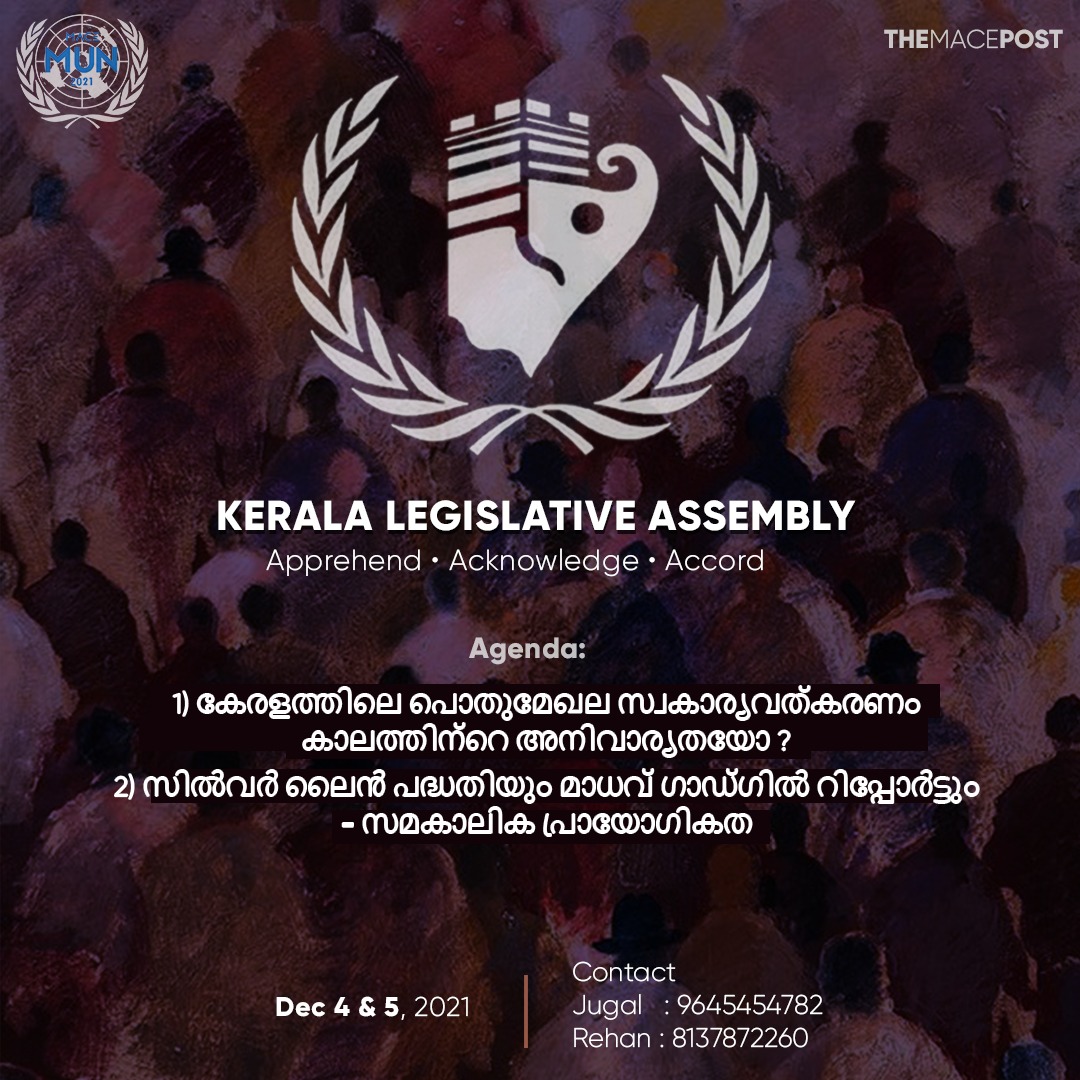 MACE
MUN
2021
THEMACEPOST
KERALA LEGISLATIVE ASSEMBLY
Apprehend • Acknowledge • Accord
Agenda:
1) കേരളത്തിലെ പൊതുമേഖല സ്വകാര്യവത്കരണം
കാലത്തിന്റെ അനിവാര്യതയോ ?
2) സിൽവർ ലൈൻ പദ്ധതിയും മാധവ് ഗാഡ്ഗിൽ റിപ്പോർട്ടും
- സമകാലിക പ്രായോഗികത
Dec 4 & 5, 2021
Contact
Jugal : 9645454782
Rehan : 8137872260